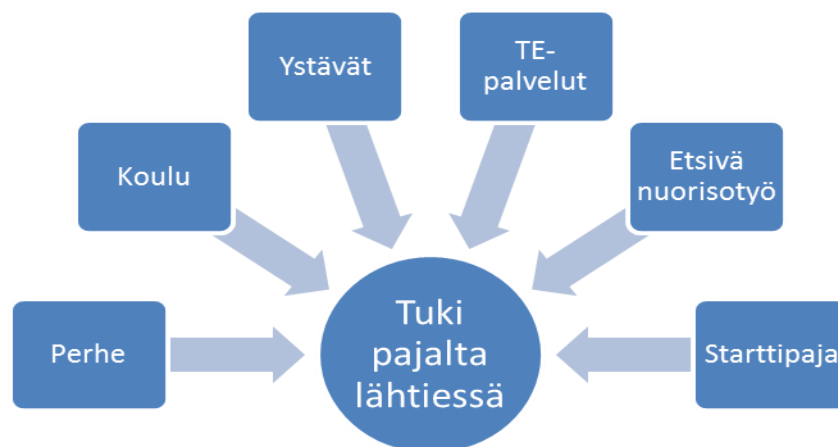 Ystävät
TE-
palvelut
Koulu
Etsivä
nuorisotyö
Perhe
Tuki
pajalta
lähtiessä
Starttipaja